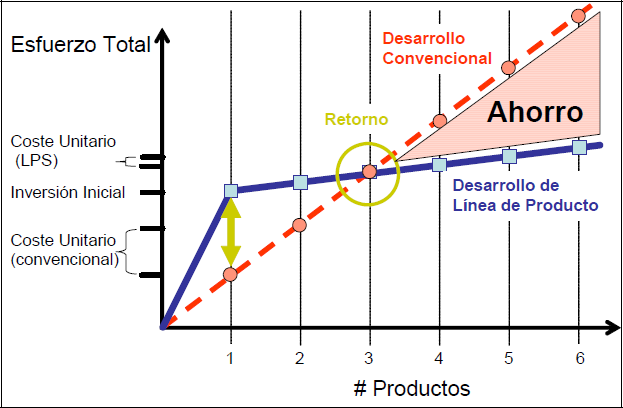 Esfuerzo Total
Desarrollo
Convencional
Retorno
Ahorro
Coste Unitario
(LPS)
Inversión Inicial
Coste Unitario
(convencional)
Desarrollo de
Línea de Producto
1 2 3 4 5 6
# Productos